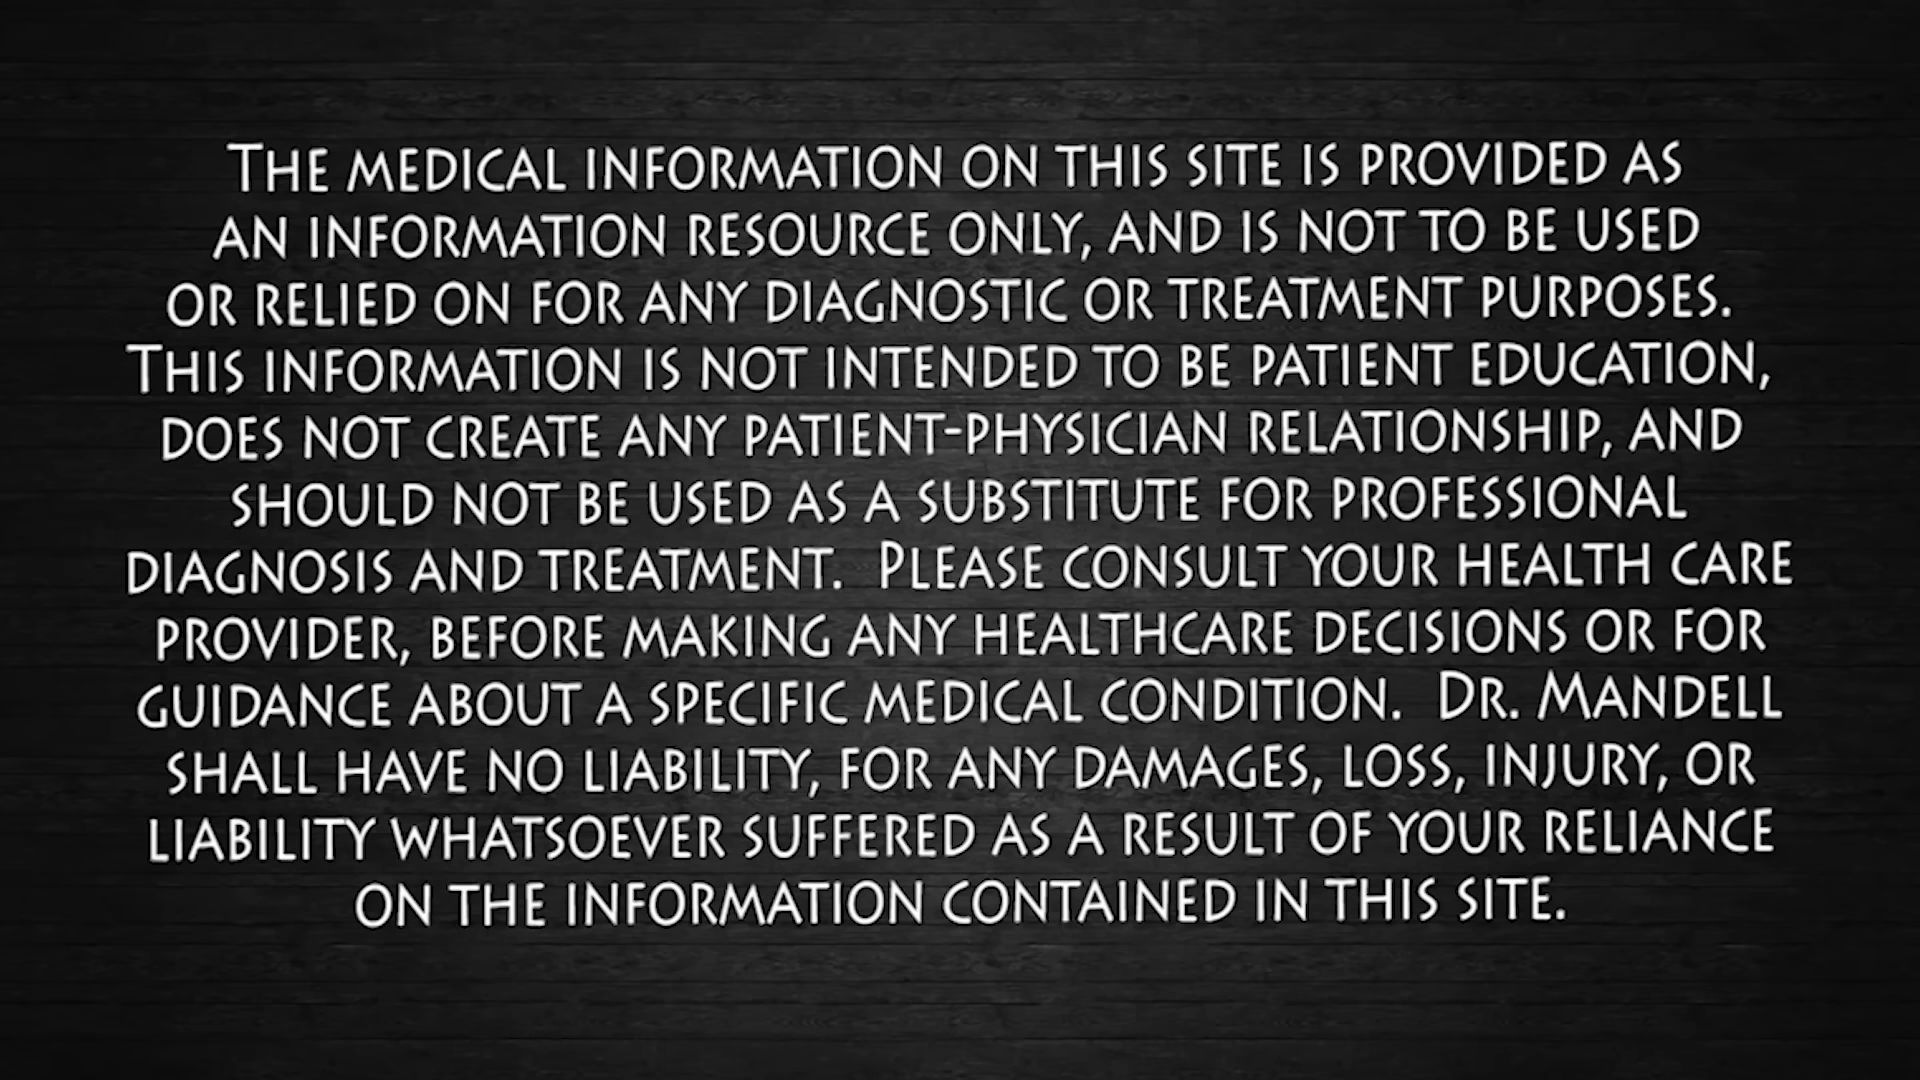 The medical information on this site is provided as
an information resource only, and is not to be used
or relied on for any diagnostic or treatment purposes.
This information is not intended to be patient education,
does not create any patient-physician relationship, and
should not be used as a substitute for professional
diagnosis and treatment. Please consult your health care
provider, before making any healthcare decisions or for
guidance about a specific medical condition. Dr. Mandell
shall have no liability, for any damages, loss, injury, or
liability whatsoever suffered as a result of your reliance
on the information contained in this site.